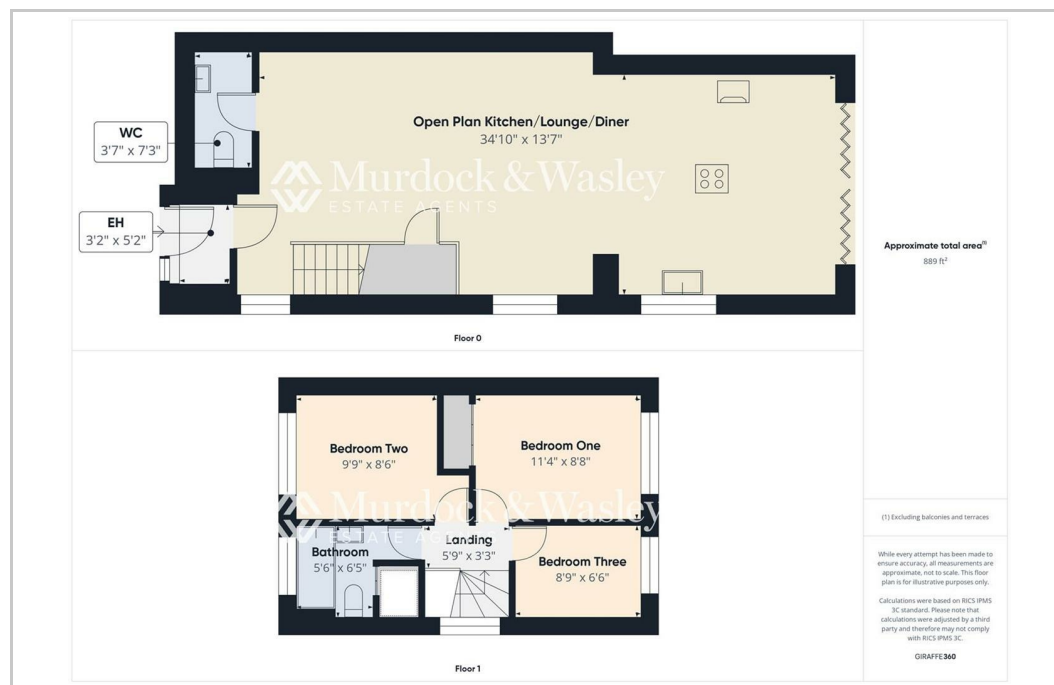 Open Plan Kitchen/Lounge/Diner
34'10" x 13'7"
WC
3'7" x 7'3"
Murdock & Wasley
ESTATE AGENTS
EH
3'2" x 5'2"
Floor 0
Approximate total area(1)
889 ft²
Bedroom Two
9'9" x 8'6"
Bedroom One
11'4" x 8'8"
Murdock & Wasley
ESTATE AGENTS
Landing
5'9" x 3'3"
Bathroom
5'6" x 6'5"
Bedroom Three
8'9" x 6'6"
Floor 1
(1) Excluding balconies and terraces
While every attempt has been made to
ensure accuracy, all measurements are
approximate, not to scale. This floor
plan is for illustrative purposes only.
Calculations were based on RICS IPMS
3C standard. Please note that
calculations were adjusted by a third
party and therefore may not comply
with RICS IPMS 3C.
GIRAFFE360